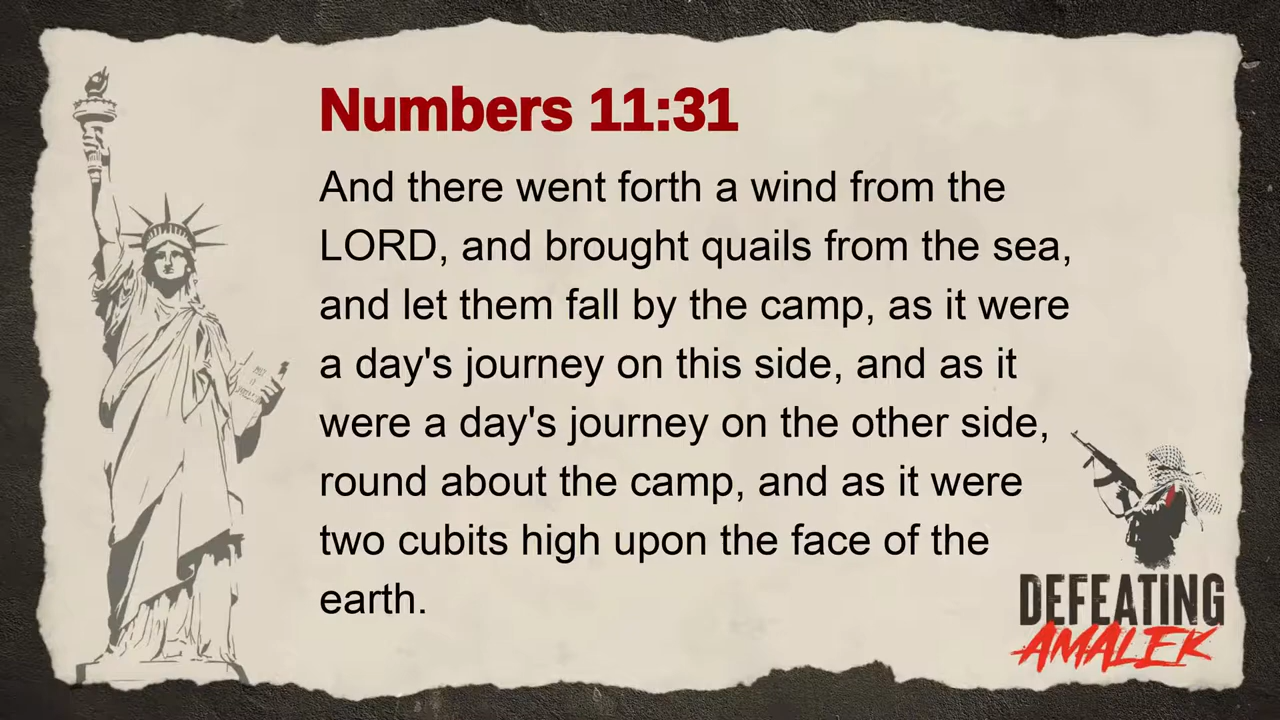 Numbers 11:31
And there went forth a wind from the
LORD, and brought quails from the sea,
and let them fall by the camp, as it were
a day's journey on this side, and as it
were a day's journey on the other side,
round about the camp, and as it were
two cubits high upon the face of the
earth.
DEFEATING
AMALEK